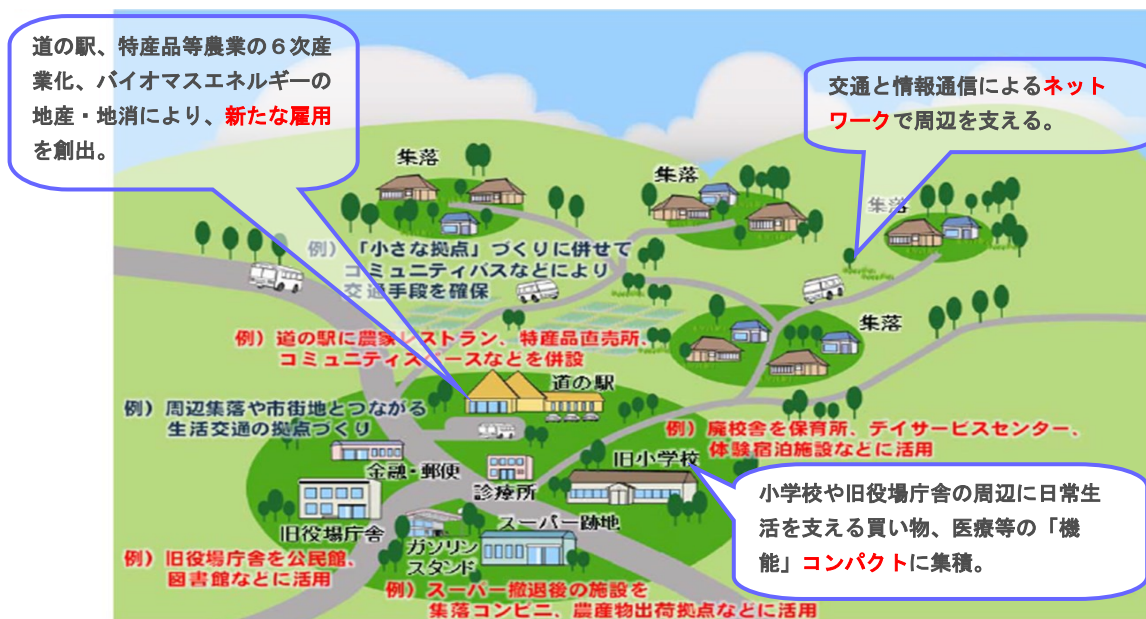 道の駅、特産品等農業の６次産
業化、バイオマスエネルギーの
地産・地消により、新たな雇用
を創出。
交通と情報通信によるネット
ワークで周辺を支える。
集落
集落
集落
例）「小さな拠点」づくりに併せて
コミュニティバスなどにより
交通手段を確保
集落
例）道の駅に農家レストラン、特産品直売所、
コミュニティスペースなどを併設
道の駅
例）周辺集落や市街地とつながる
生活交通の拠点づくり
例）廃校舎を保育所、デイサービスセンター、
体験宿泊施設などに活用
旧小学校
金融・郵便
診療所
小学校や旧役場庁舎の周辺に日常生
活を支える買い物、医療等の「機
能」コンパクトに集積。
旧役場庁舎
スーパー跡地
ガソリン
スタンド
例）旧役場庁舎を公民館、
図書館などに活用
例）スーパー撤退後の施設を
集落コンビニ、農産物出荷拠点などに活用